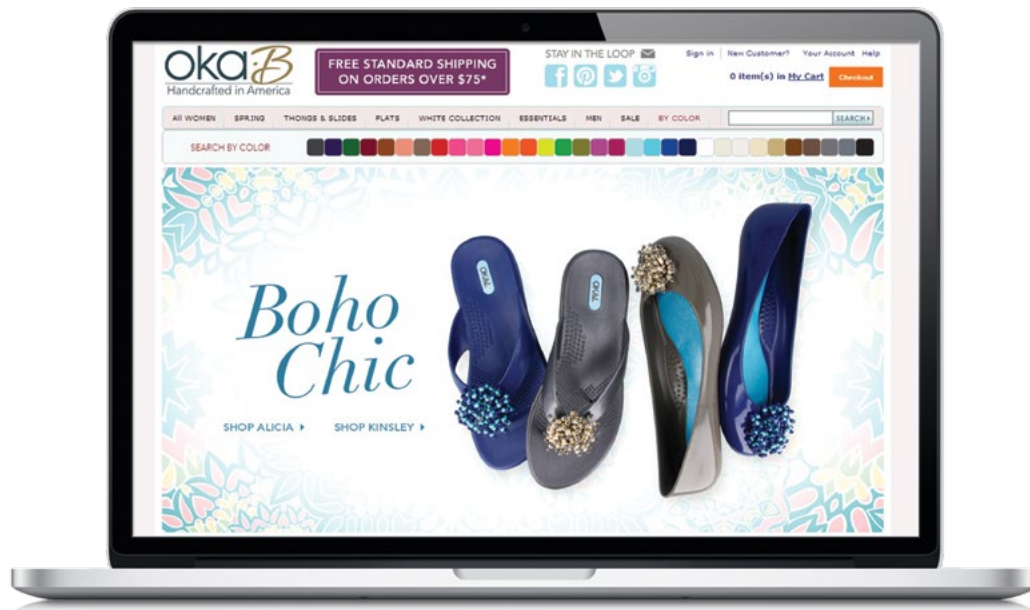 oka B
Handcrafted in America
FREE STANDARD SHIPPING
ON ORDERS OVER $75*
STAY IN THE LOOP
Sign in
New Customer?
Your Account
Help
0 item(s) in My Cart
Checkout
All WOMEN
SPRING
THONGS & SLIDES
FLATS
WHITE COLLECTION
ESSENTIALS
MEN
SALE
BY COLOR
SEARCH
SEARCH BY COLOR
Boho
Chic
SHOP ALICIA
SHOP KINSLEY